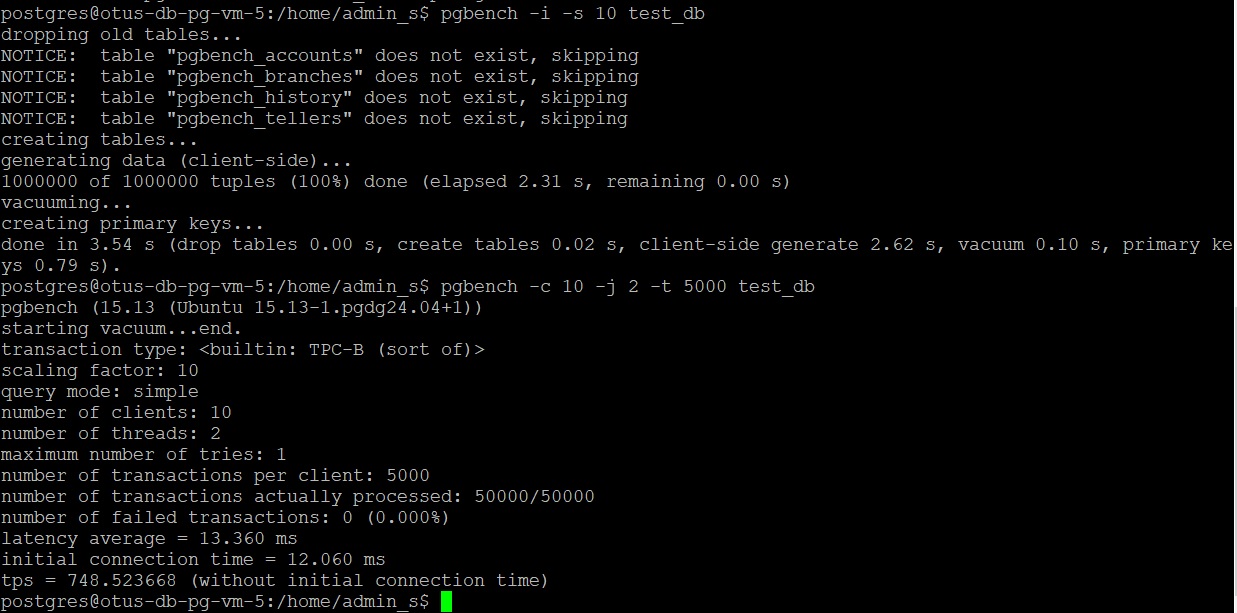 postgres@otus-db-pg-vm-5:/home/admin_s$ pgbench -i -s 10 test_db
dropping old tables...
NOTICE:  table "pgbench_accounts" does not exist, skipping
NOTICE:  table "pgbench_branches" does not exist, skipping
NOTICE:  table "pgbench_history" does not exist, skipping
NOTICE:  table "pgbench_tellers" does not exist, skipping
creating tables...
generating data (client-side)...
1000000 of 1000000 tuples (100%) done (elapsed 2.31 s, remaining 0.00 s)
vacuuming...
creating primary keys...
done in 3.54 s (drop tables 0.00 s, create tables 0.02 s, client-side generate 2.62 s, vacuum 0.10 s, primary ke
ys 0.79 s).
postgres@otus-db-pg-vm-5:/home/admin_s$ pgbench -c 10 -j 2 -t 5000 test_db
pgbench (15.13 (Ubuntu 15.13-1.pgdg24.04+1))
starting vacuum...end.
transaction type: <builtin: TPC-B (sort of)>
scaling factor: 10
query mode: simple
number of clients: 10
number of threads: 2
maximum number of tries: 1
number of transactions per client: 5000
number of transactions actually processed: 50000/50000
number of failed transactions: 0 (0.000%)
latency average = 13.360 ms
initial connection time = 12.060 ms
tps = 748.523668 (without initial connection time)
postgres@otus-db-pg-vm-5:/home/admin_s$